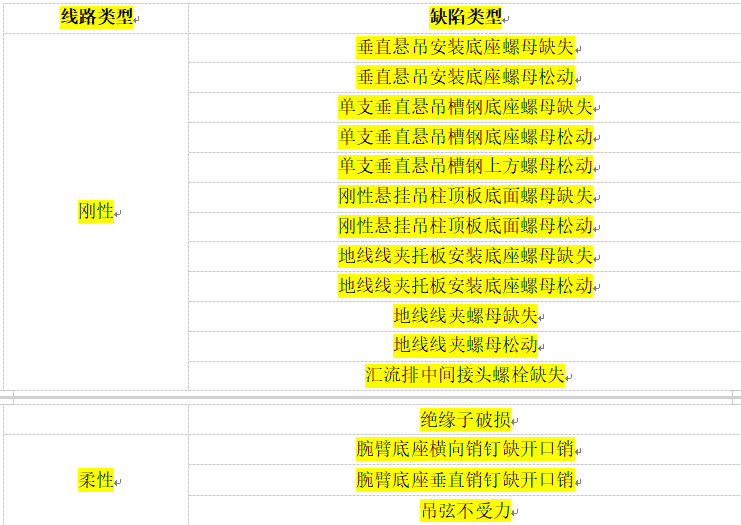 线路类型 缺陷类型
垂直悬吊安装底座螺母缺失
垂直悬吊安装底座螺母松动
单支垂直悬吊槽钢底座螺母缺失
单支垂直悬吊槽钢底座螺母松动
单支垂直悬吊槽钢上方螺母松动
刚性悬挂吊柱顶板底面螺母缺失
刚性
刚性悬挂吊柱顶板底面螺母松动
地线线夹托板安装底座螺母缺失
地线线夹托板安装底座螺母松动
地线线夹螺母缺失
地线线夹螺母松动
汇流排中间接头螺栓缺失
绝缘子破损
腕臂底座横向销钉缺开口销
柔性
腕臂底座垂直销钉缺开口销
吊弦不受力